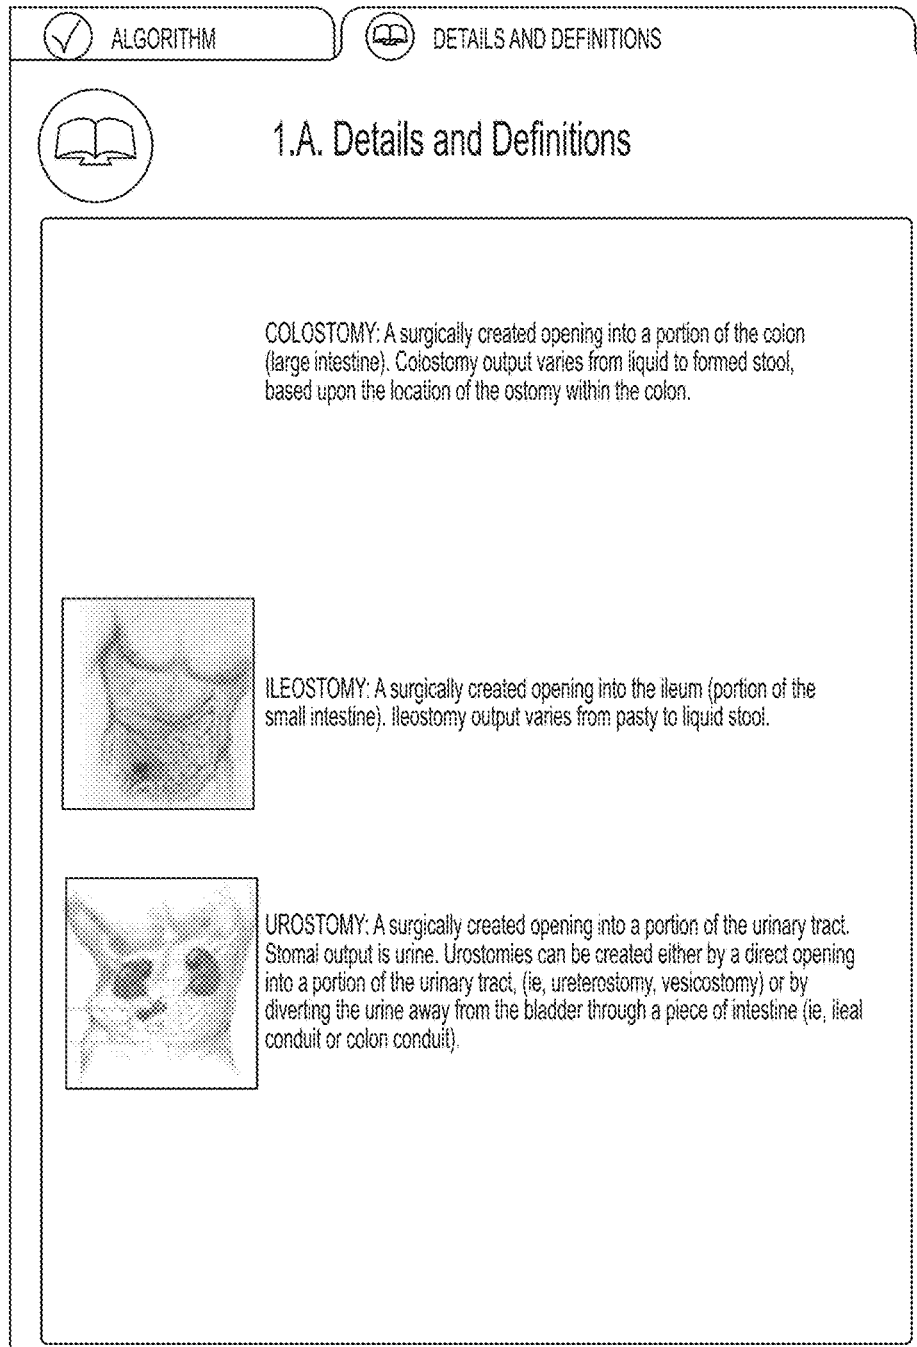 ALGORITHM
DETAILS AND DEFINITIONS
1.A. Details and Definitions
COLOSTOMY: A surgically created opening into a portion of the colon
(large intestine). Colostomy output varies from liquid to formed stool,
based upon the location of the ostomy within the colon.
ILEOSTOMY: A surgically created opening into the ileum (portion of the
small intestine). Ileostomy output varies from pasty to liquid stool.
UROSTOMY: A surgically created opening into a portion of the urinary tract.
Stomal output is urine. Urostomies can be created either by a direct opening
into a portion of the urinary tract, (ie, ureterostomy, vesicostomy) or by
diverting the urine away from the bladder through a piece of intestine (ie, ileal
conduit or colon conduit).